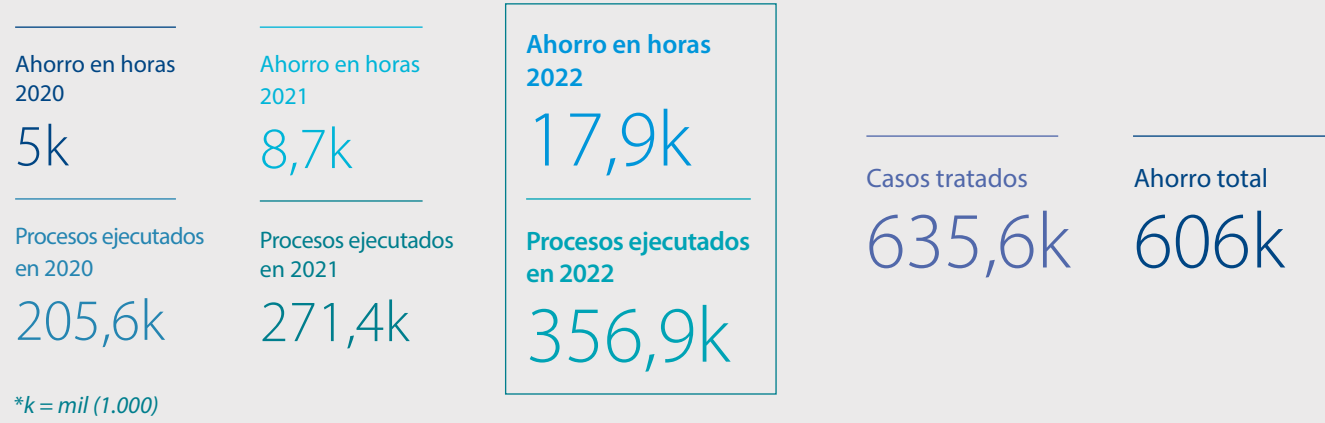 Ahorro en horas
2020
5k
Procesos ejecutados
en 2020
205,6k
Ahorro en horas
2021
8,7k
Procesos ejecutados
en 2021
271,4k
Ahorro en horas
2022
17,9k
Procesos ejecutados
en 2022
356,9k
Casos tratados
635,6k
Ahorro total
606k
*k = mil (1.000)